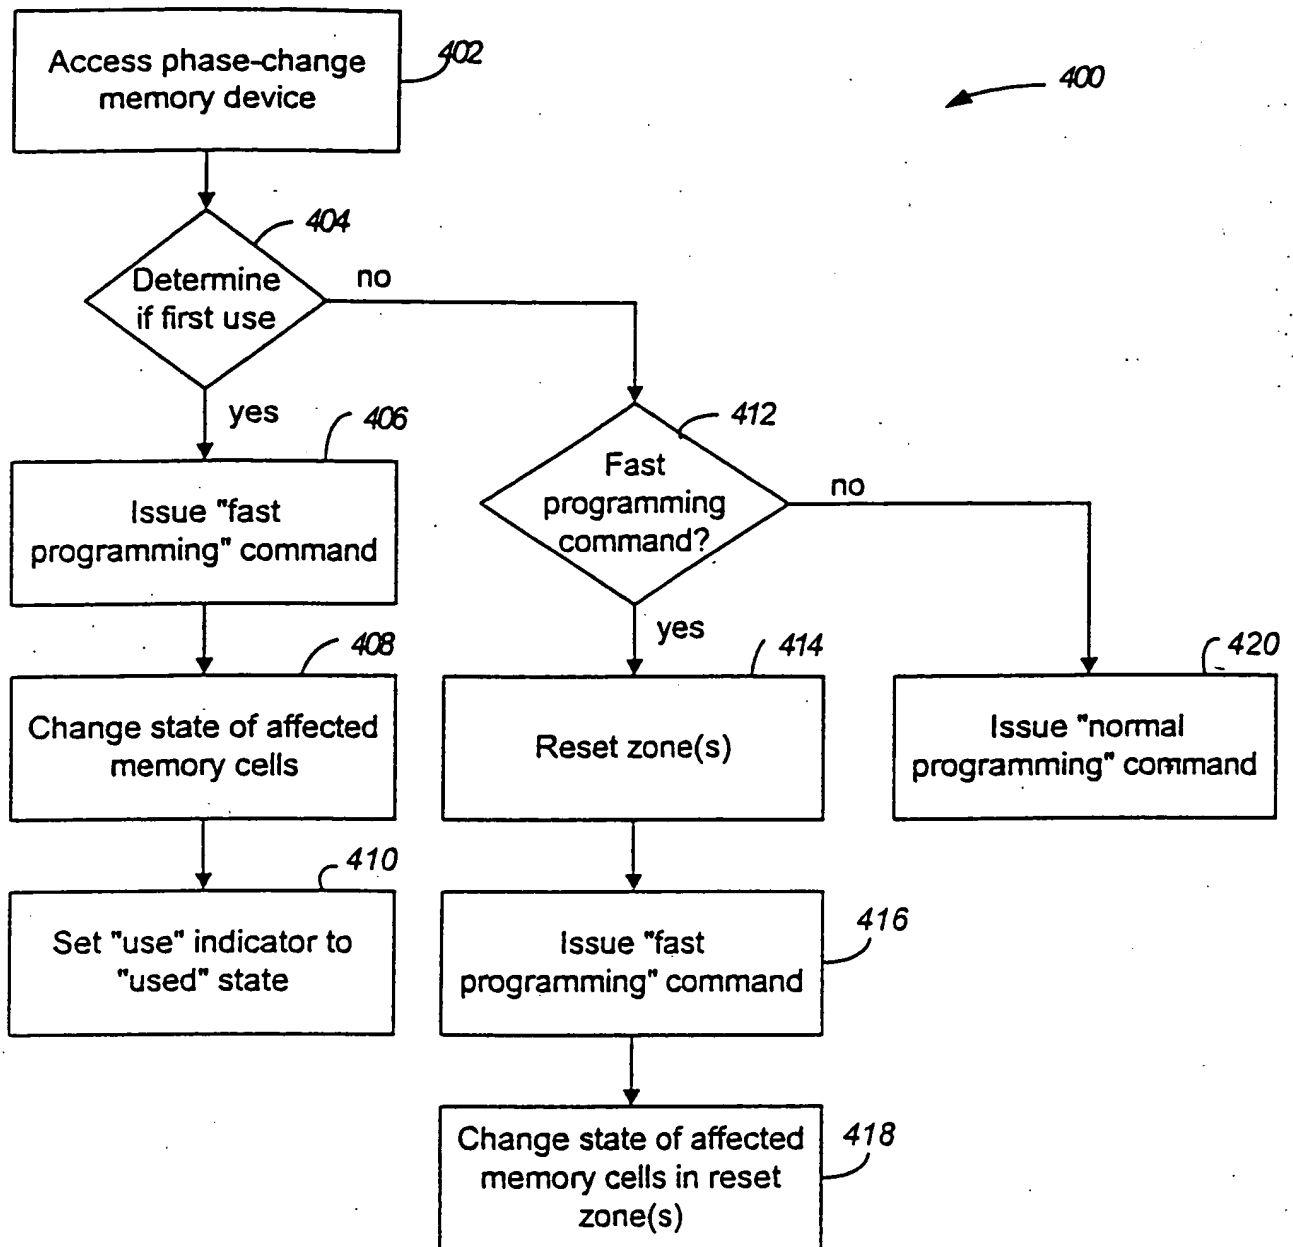 Access phase-change
memory device
402
400
404
Determine
if first use
no
yes
406
412
Issue "fast
programming" command
Fast
programming
command?
no
yes
408
414
420
Change state of affected
memory cells
Reset zone(s)
Issue "normal
programming" command
410
Set "use" indicator to
"used" state
416
Issue "fast
programming" command
418
Change state of affected
memory cells in reset
zone(s)